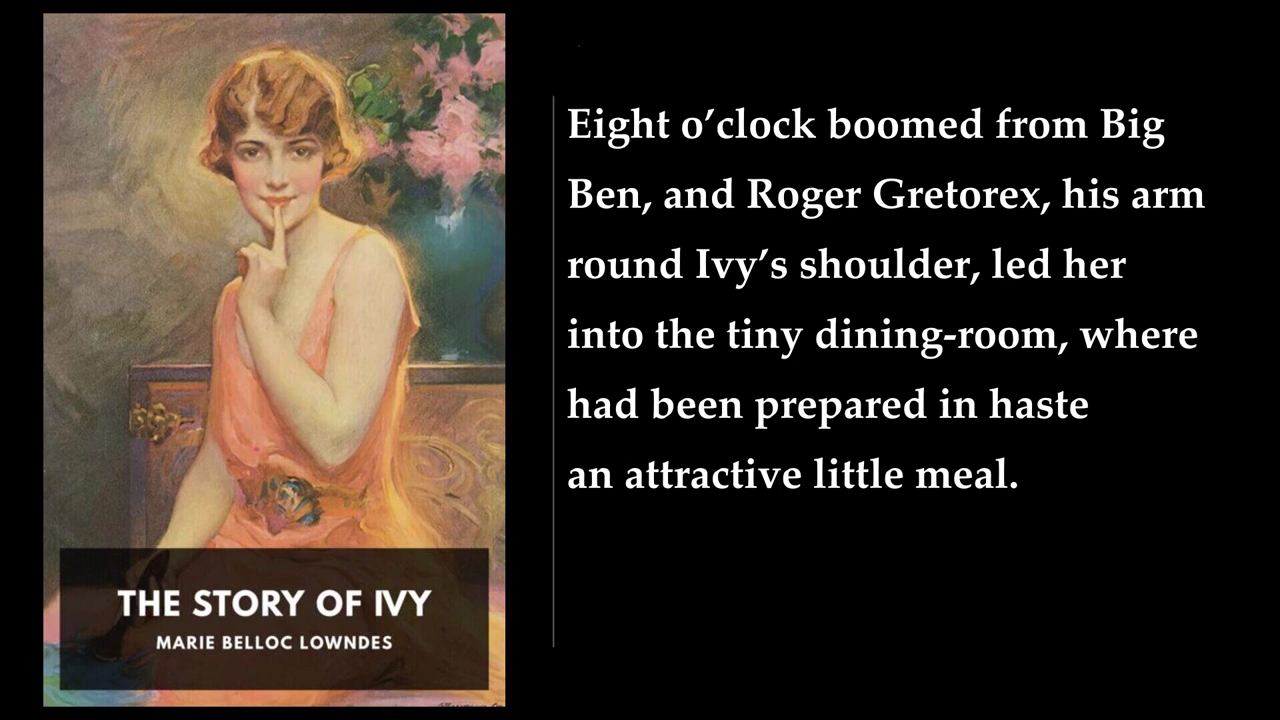 THE STORY OF IVY
MARIE BELLOC LOWNDES
Eight o’clock boomed from Big
Ben, and Roger Gretorex, his arm
round Ivy’s shoulder, led her
into the tiny dining-room, where
had been prepared in haste
an attractive little meal.